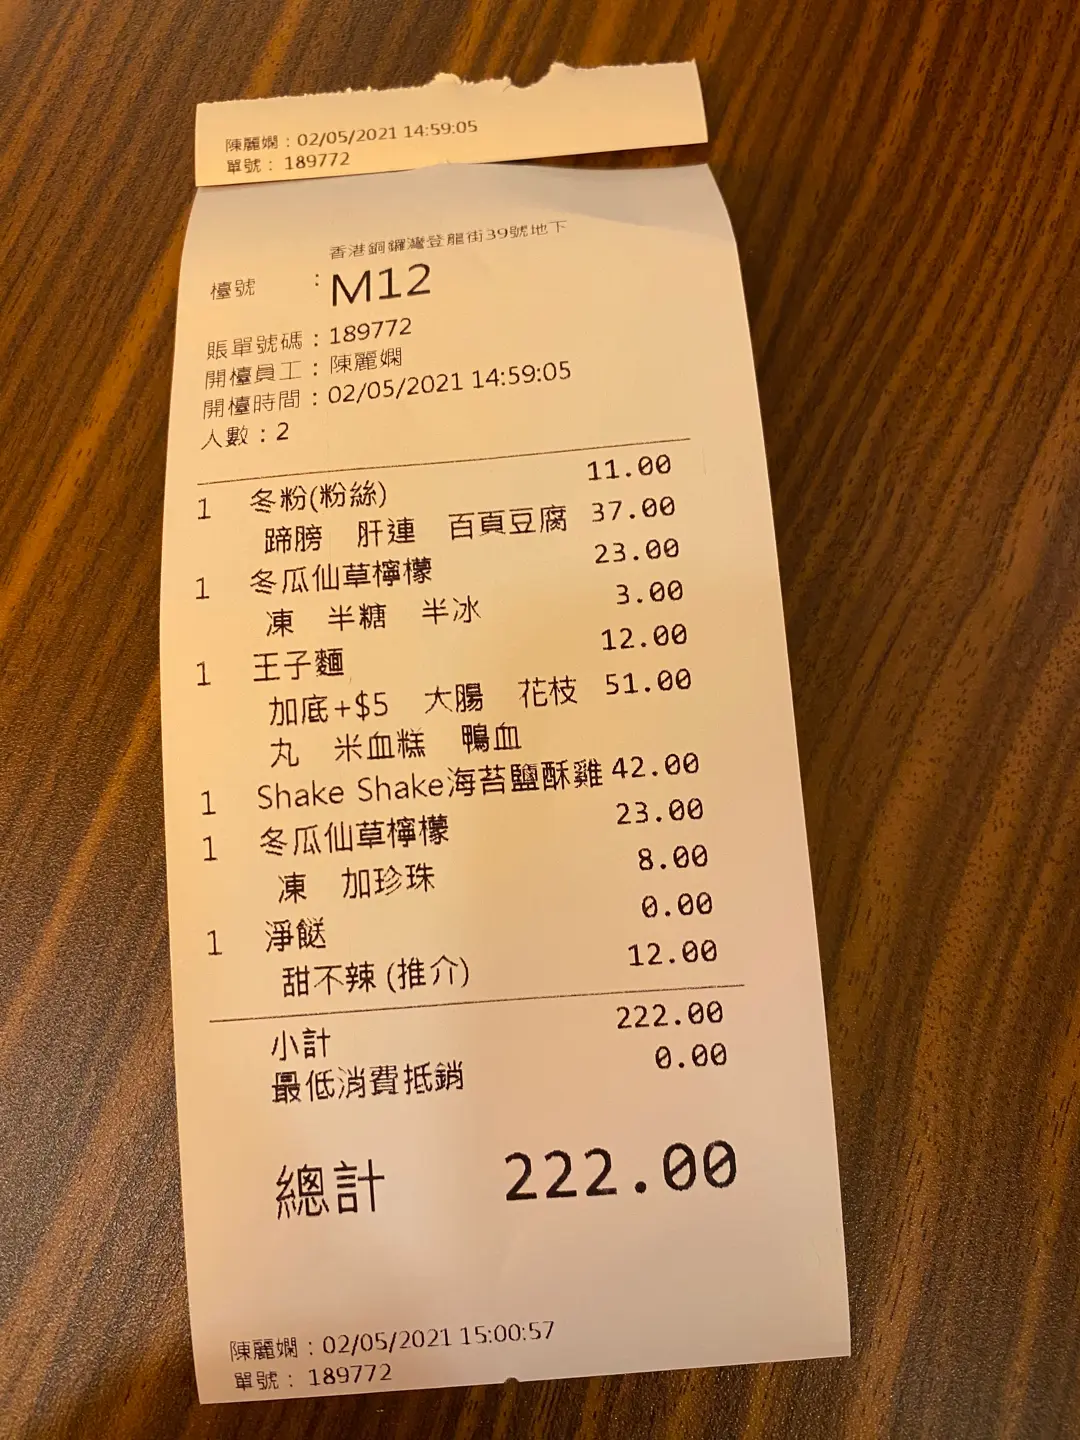 陳麗嫻：02/05/2021 14:59:05
單號：189772
香港銅鑼灣登龍街39號地下
檯號 ：M12
賬單號碼：189772
開檯員工：陳麗嫻
開檯時間：02/05/2021 14:59:05
人數：2
1 冬粉(粉絲) 11.00
蹄膀 肝連 百頁豆腐 37.00
1 冬瓜仙草檸檬 23.00
凍 半糖 半冰 3.00
1 王子麵 12.00
加底+$5 大腸 花枝 51.00
丸 米血糕 鴨血
1 Shake Shake海苔鹽酥雞 42.00
1 冬瓜仙草檸檬 23.00
凍 加珍珠 8.00
1 淨餸 0.00
甜不辣 (推介) 12.00
小計 222.00
最低消費抵銷 0.00
總計 222.00
陳麗嫻：02/05/2021 15:00:57
單號：189772